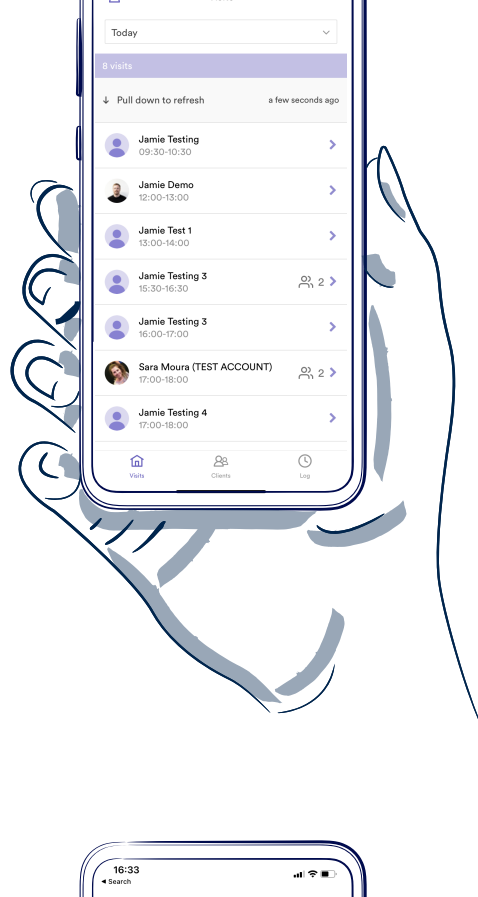 Today
8 visits
Pull down to refresh a few seconds ago
Jamie Testing
09:30-10:30
Jamie Demo
12:00-13:00
Jamie Test 1
13:00-14:00
Jamie Testing 3
15:30-16:30
2
Jamie Testing 3
16:00-17:00
Sara Moura (TEST ACCOUNT)
17:00-18:00
2
Jamie Testing 4
17:00-18:00
Visits Clients Log
16:33
Search